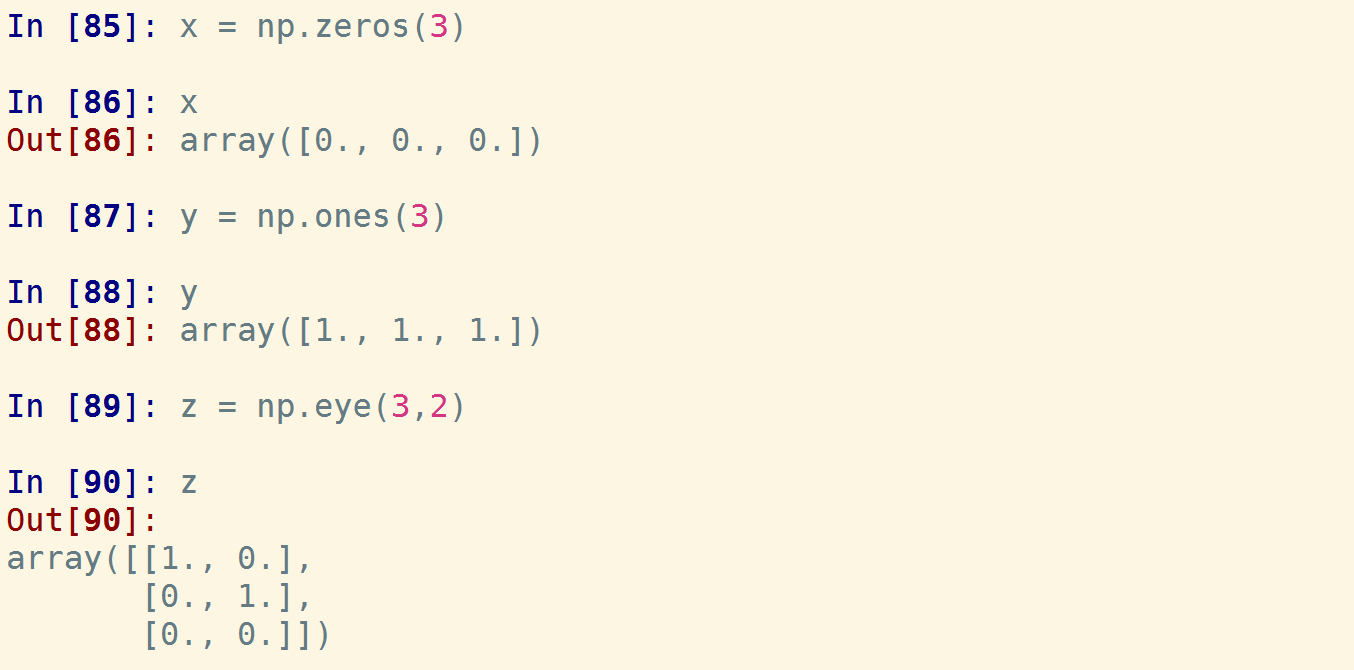 In [85]: x = np.zeros(3)
In [86]: x
Out[86]: array([0., 0., 0.])
In [87]: y = np.ones(3)
In [88]: y
Out[88]: array([1., 1., 1.])
In [89]: z = np.eye(3,2)
In [90]: z
Out[90]:
array([[1., 0.],
       [0., 1.],
       [0., 0.]])